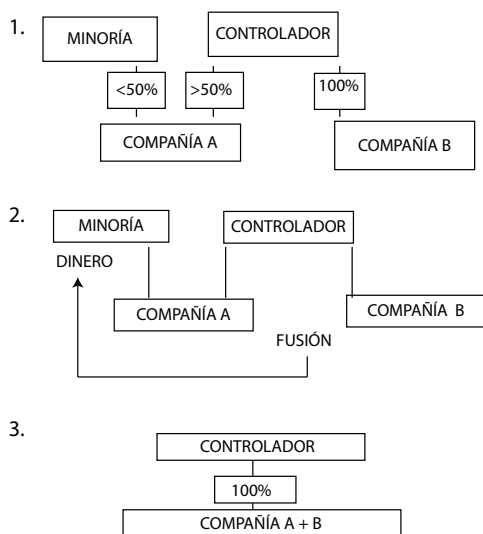 1.
MINORÍA
CONTROLADOR
<50%
>50%
100%
COMPAÑÍA A
COMPAÑÍA B
2.
MINORÍA
CONTROLADOR
DINERO
COMPAÑÍA A
COMPAÑÍA B
FUSIÓN
3.
CONTROLADOR
100%
COMPAÑÍA A + B